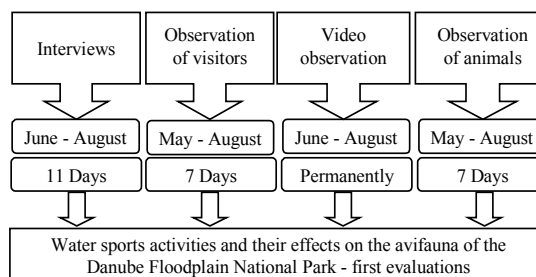 Interviews
Observation
of visitors
Video
observation
Observation
of animals
June - August
May - August
June - August
May - August
11 Days
7 Days
Permanently
7 Days
Water sports activities and their effects on the avifauna of the
Danube Floodplain National Park - first evaluations